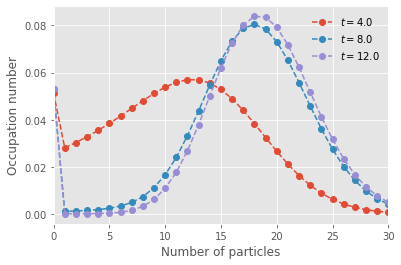 0.08
0.06
0.04
0.02
0.00
Occupation number
0 5 10 15 20 25 30
Number of particles
t = 4.0
t = 8.0
t = 12.0